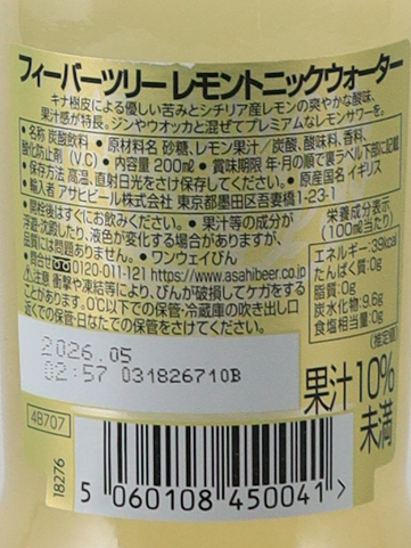 フィーバーツリー レモントニックウォーター
キナ樹皮による優しい苦みとシチリア産レモンの爽やかな酸味、
果汁感が特長。ジンやウオッカと混ぜてプレミアムなレモンサワーを。
● 名称 炭酸飲料 ● 原材料名 砂糖、レモン果汁／炭酸、酸味料、香料、
酸化防止剤（V.C）● 内容量 200㎖ ● 賞味期限 年・月の順で裏ラベル下部に記載
● 保存方法 高温、直射日光をさけ保存してください。● 原産国名 イギリス
● 輸入者 アサヒビール株式会社 東京都墨田区吾妻橋1-23-1
● 開栓後はすぐにお飲みください。● 果汁等の成分が
浮遊・沈殿したり、液色が変化する場合がありますが、
品質には問題ありません。● ワンウェイびん
● 問合せ 0120-011-121 https://www.asahibeer.co.jp
⚠注意 衝撃や凍結等により、びんが破損してケガをする
ことがあります。0℃以下での保管・冷蔵庫の吹き出し口
近くでの保管・日なたでの保管をさけてください。
栄養成分表示
（100㎖当たり）
エネルギー：39kcal
たんぱく質：0g
脂質：0g
炭水化物：9.6g
食塩相当量：0g
（推定値）
2026.05
02:57 031826710B
果汁10%
未満
48707
18276
5 060108 450041 >